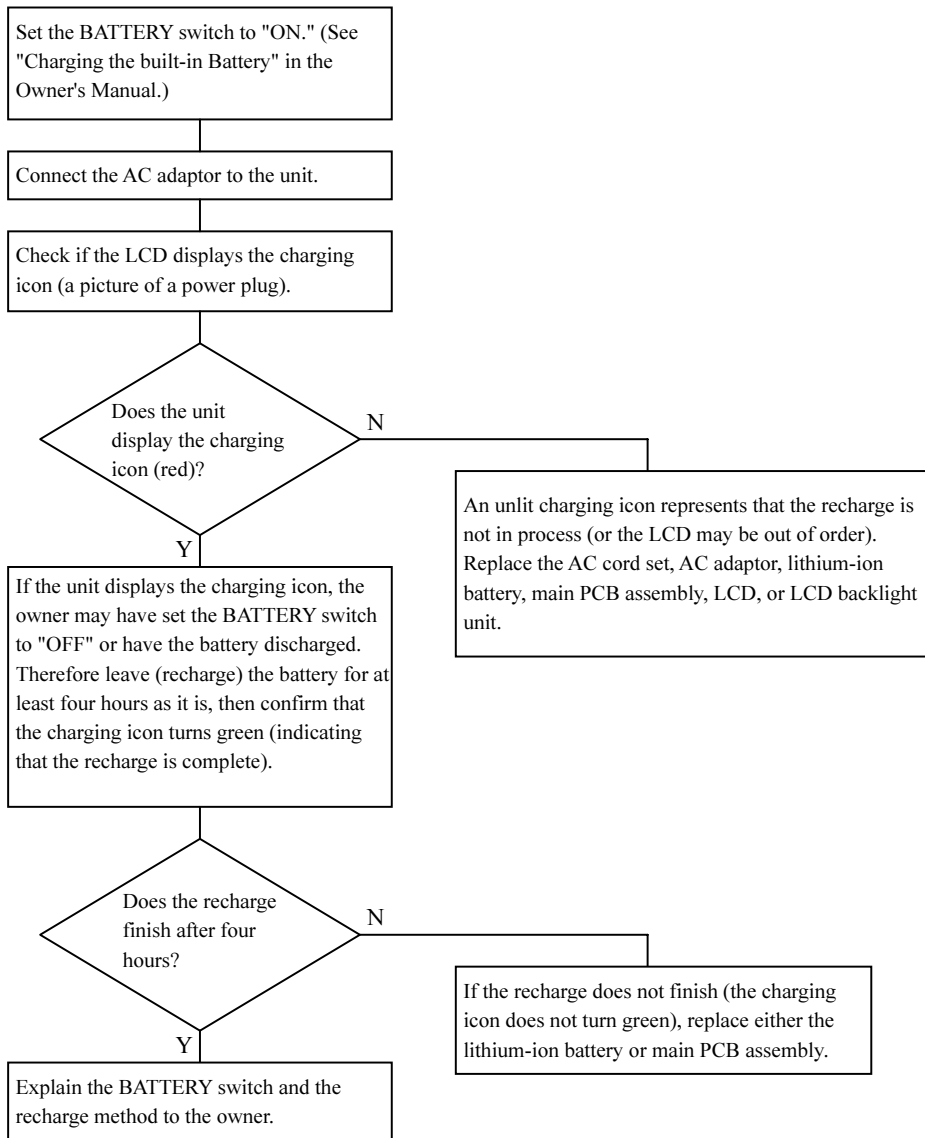 Set the BATTERY switch to "ON." (See
"Charging the built-in Battery" in the
Owner's Manual.)
Connect the AC adaptor to the unit.
Check if the LCD displays the charging
icon (a picture of a power plug).
Does the unit
display the charging
icon (red)?
N
An unlit charging icon represents that the recharge is
not in process (or the LCD may be out of order).
Replace the AC cord set, AC adaptor, lithium-ion
battery, main PCB assembly, LCD, or LCD backlight
unit.
Y
If the unit displays the charging icon, the
owner may have set the BATTERY switch
to "OFF" or have the battery discharged.
Therefore leave (recharge) the battery for at
least four hours as it is, then confirm that
the charging icon turns green (indicating
that the recharge is complete).
Does the recharge
finish after four
hours?
N
If the recharge does not finish (the charging
icon does not turn green), replace either the
lithium-ion battery or main PCB assembly.
Y
Explain the BATTERY switch and the
recharge method to the owner.